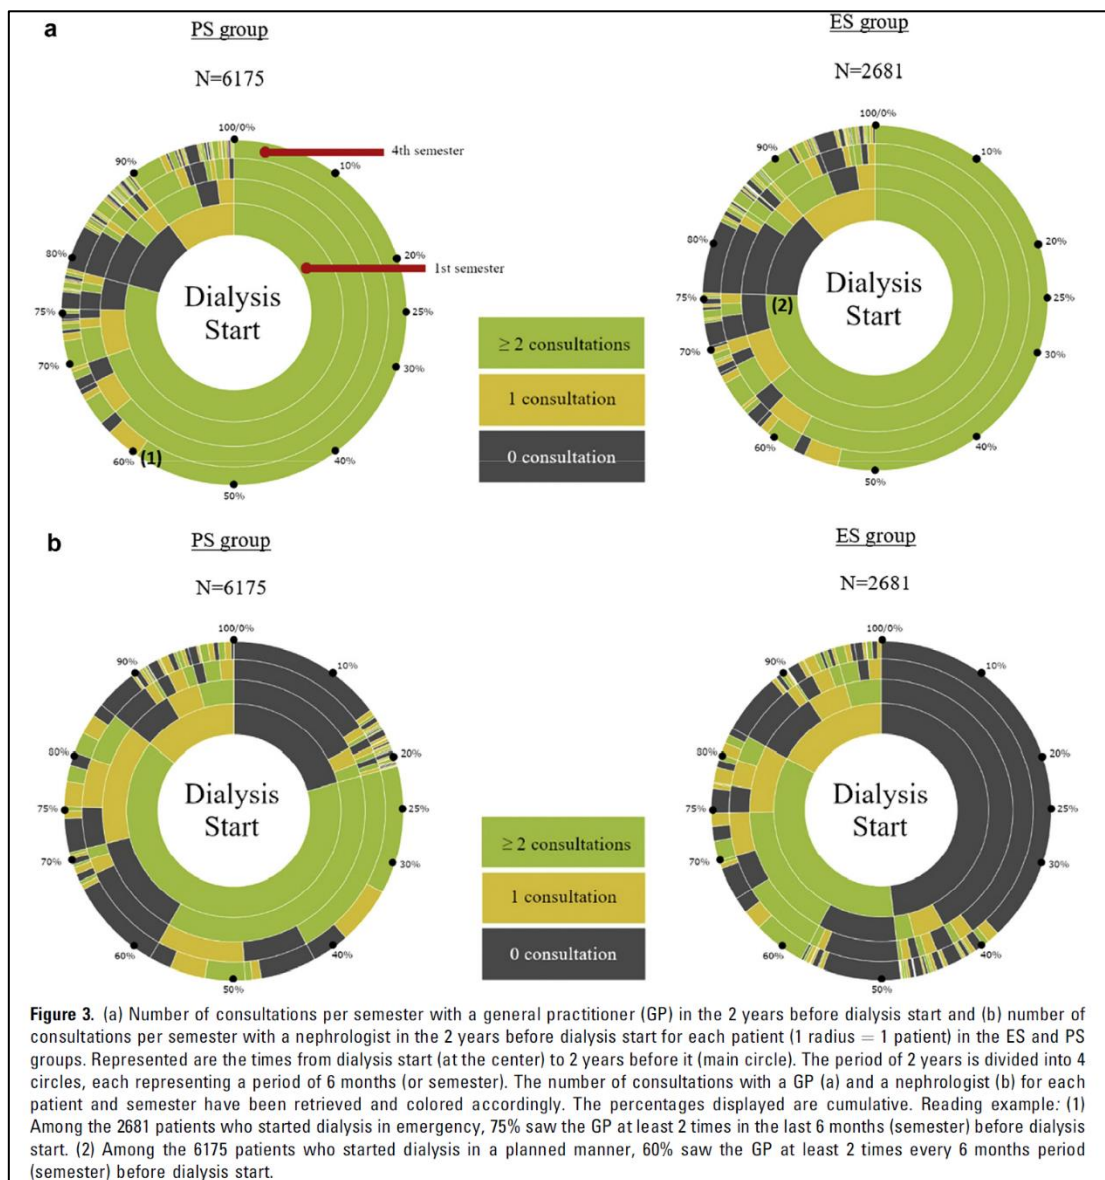 a
PS group
ES group
N=6175
N=2681
100/0%
10%
20%
25%
30%
40%
50%
60%
70%
75%
80%
90%
4th semester
1st semester
(1)
Dialysis
Start
100/0%
10%
20%
25%
30%
40%
50%
60%
70%
75%
80%
90%
(2)
Dialysis
Start
≥ 2 consultations
1 consultation
0 consultation
b
PS group
ES group
N=6175
N=2681
100/0%
10%
20%
25%
30%
40%
50%
60%
70%
75%
80%
90%
Dialysis
Start
100/0%
10%
20%
25%
30%
40%
50%
60%
70%
75%
80%
90%
Dialysis
Start
≥ 2 consultations
1 consultation
0 consultation
Figure 3. (a) Number of consultations per semester with a general practitioner (GP) in the 2 years before dialysis start and (b) number of
consultations per semester with a nephrologist in the 2 years before dialysis start for each patient (1 radius = 1 patient) in the ES and PS
groups. Represented are the times from dialysis start (at the center) to 2 years before it (main circle). The period of 2 years is divided into 4
circles, each representing a period of 6 months (or semester). The number of consultations with a GP (a) and a nephrologist (b) for each
patient and semester have been retrieved and colored accordingly. The percentages displayed are cumulative. Reading example: (1)
Among the 2681 patients who started dialysis in emergency, 75% saw the GP at least 2 times in the last 6 months (semester) before dialysis
start. (2) Among the 6175 patients who started dialysis in a planned manner, 60% saw the GP at least 2 times every 6 months period
(semester) before dialysis start.